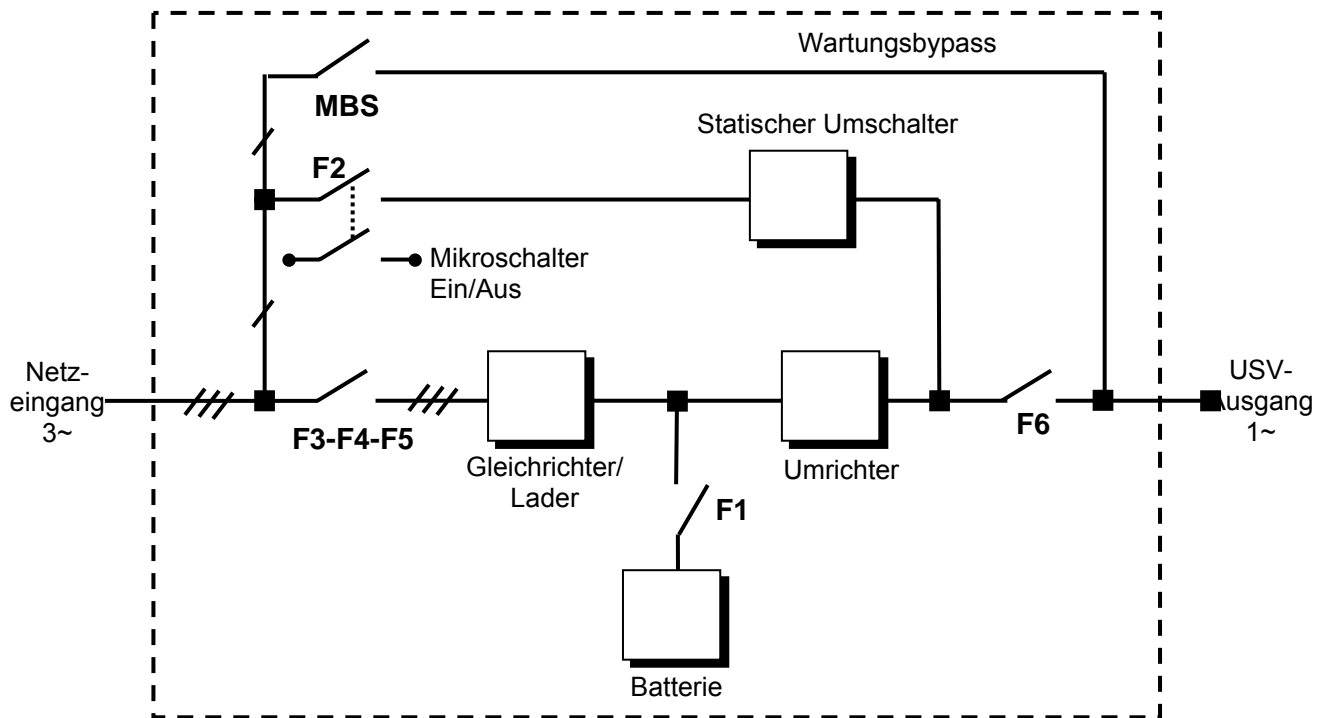 Wartungsbypass
MBS
Statischer Umschalter
F2
Mikroschalter
Ein/Aus
Netz-
eingang
3~
F3-F4-F5
Gleichrichter/
Lader
Umrichter
F6
USV-
Ausgang
1~
F1
Batterie